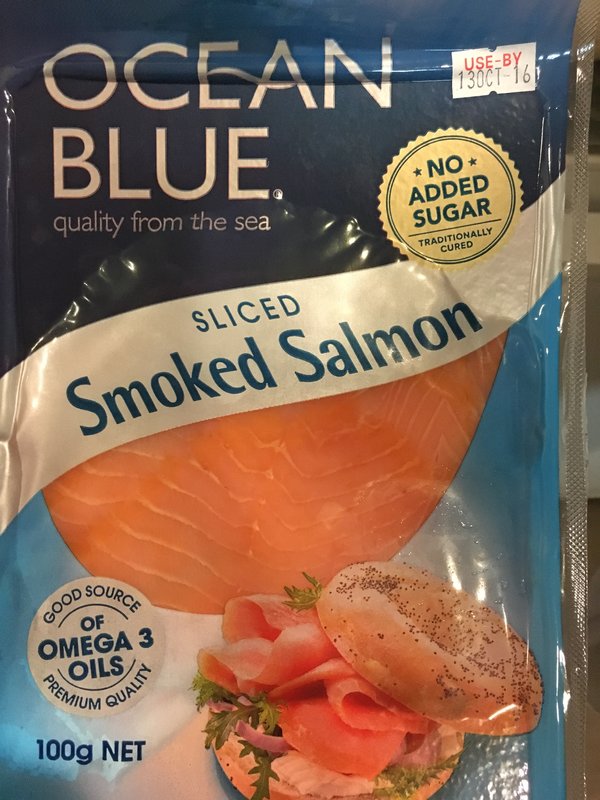 OCEAN
BLUE.
quality from the sea
USE-BY
13OCT-16
NO
ADDED
SUGAR
TRADITIONALLY
CURED
SLICED
Smoked Salmon
GOOD SOURCE
OF
OMEGA 3
OILS
PREMIUM QUALITY
100g NET